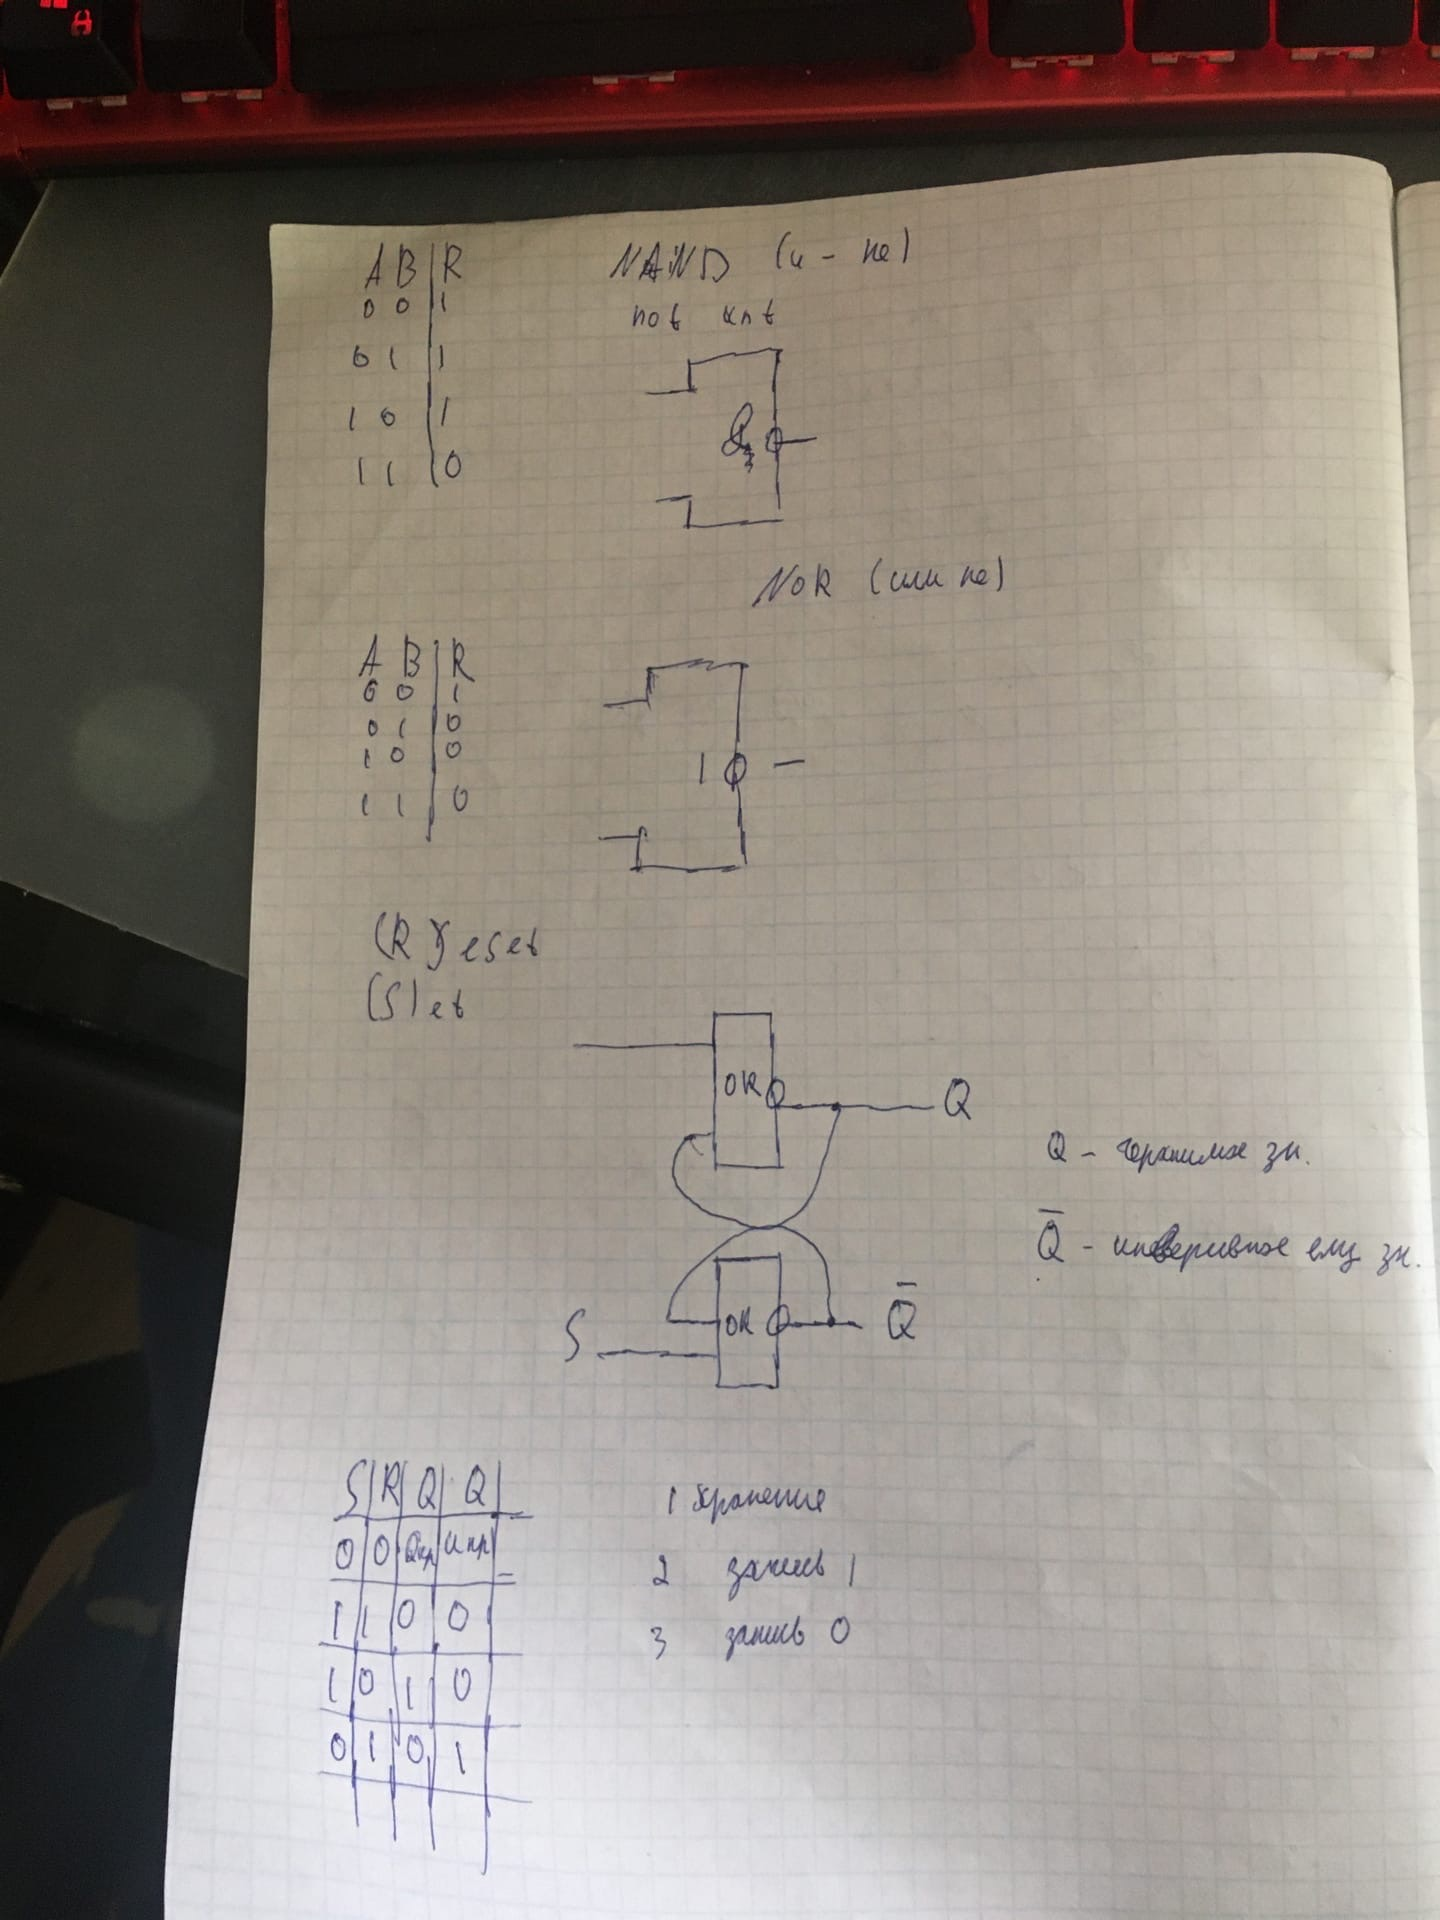 A B R
0 0 1
0 1 1
1 0 1
1 1 0
NAND (и - не)
not ant
&
NOR (или не)
A B R
0 0 1
0 1 0
1 0 0
1 1 0
1
(R)eset
(S)et
OR
Q
Q - хранимое зн.
Q̅ - инверсивное ему зн.
S
OR
Q̅
S R Q Q
0 0 Qпр Ипр
1 1 0 0
1 0 1 0
0 1 0 1
1 хранение
2 запись 1
3 запись 0